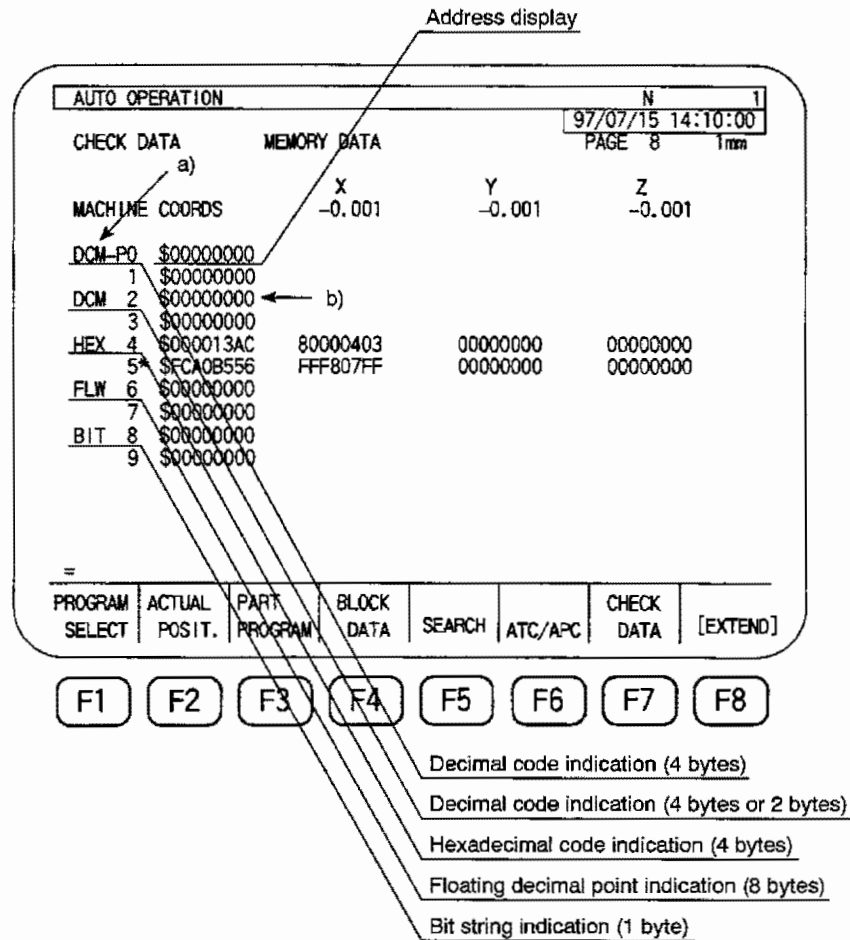 Address display
AUTO OPERATION N 1
97/07/15 14:10:00
CHECK DATA MEMORY DATA PAGE 8 1mm
a)
X Y Z
MACHINE COORDS -0.001 -0.001 -0.001
DCM-P0 $00000000
1 $00000000
DCM 2 $00000000 b)
3 $00000000
HEX 4 $000013AC 80000403 00000000 00000000
5* $FCA0B556 FFF807FF 00000000 00000000
FLW 6 $00000000
7 $00000000
BIT 8 $00000000
9 $00000000
=
PROGRAM ACTUAL PART BLOCK CHECK
SELECT POSIT. PROGRAM DATA SEARCH ATC/APC DATA [EXTEND]
F1 F2 F3 F4 F5 F6 F7 F8
Decimal code indication (4 bytes)
Decimal code indication (4 bytes or 2 bytes)
Hexadecimal code indication (4 bytes)
Floating decimal point indication (8 bytes)
Bit string indication (1 byte)